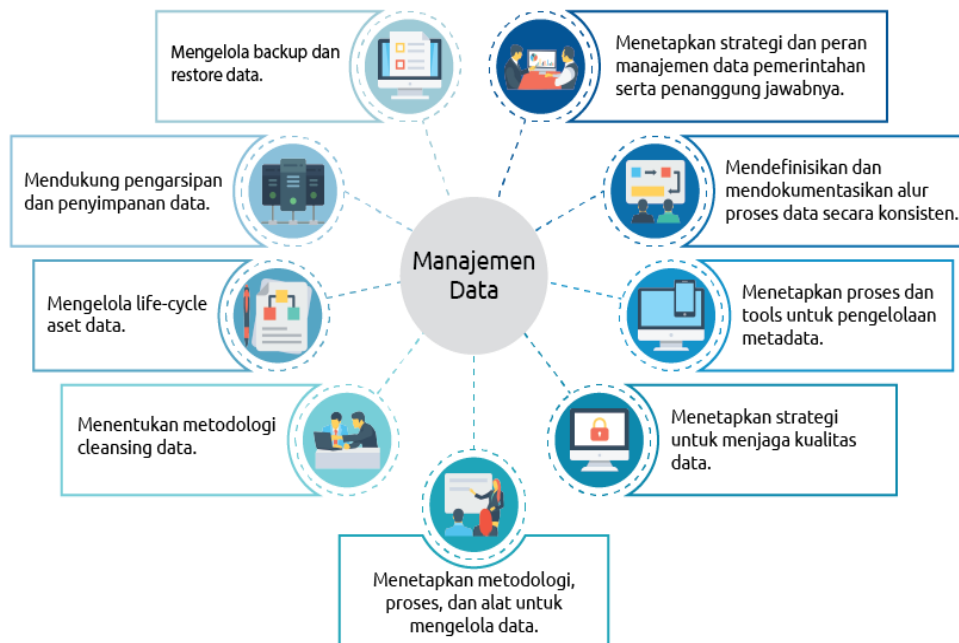 Manajemen
Data
Menetapkan strategi dan peran
manajemen data pemerintahan
serta penanggung jawabnya.
Mendefinisikan dan
mendokumentasikan alur
proses data secara konsisten.
Menetapkan proses dan
tools untuk pengelolaan
metadata.
Menetapkan strategi
untuk menjaga kualitas
data.
Menetapkan metodologi,
proses, dan alat untuk
mengelola data.
Menentukan metodologi
cleansing data.
Mengelola life-cycle
aset data.
Mendukung pengarsipan
dan penyimpanan data.
Mengelola backup dan
restore data.